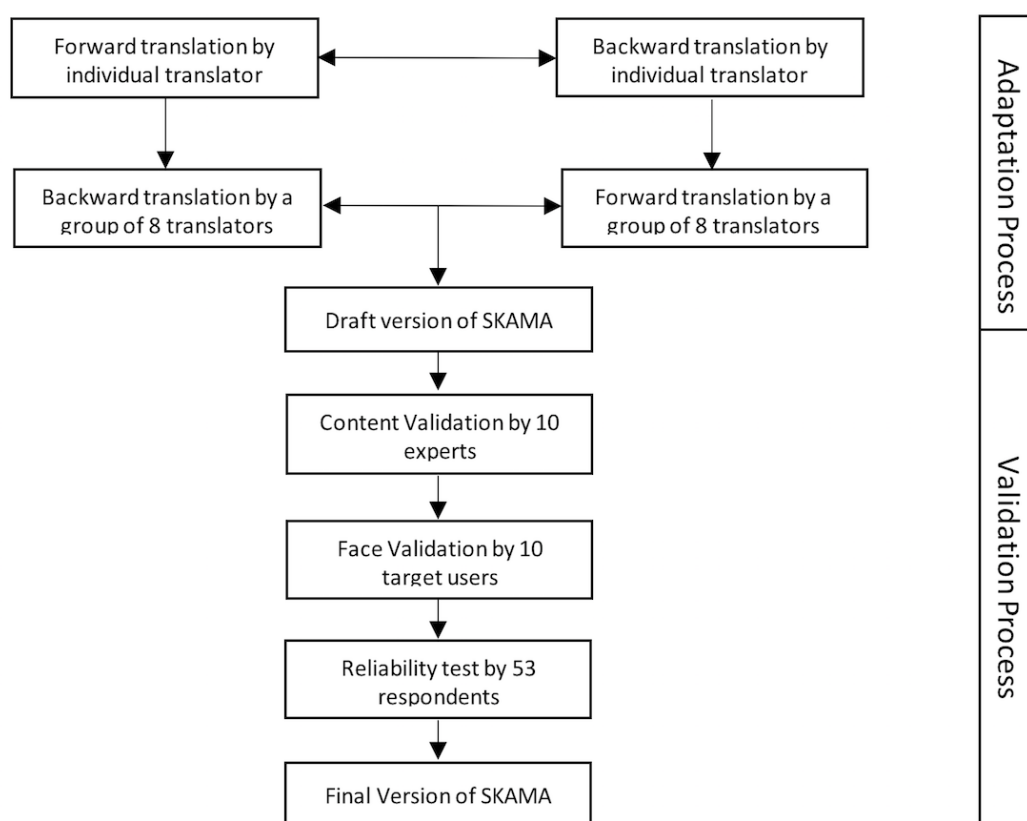 Forward translation by
individual translator
Backward translation by
individual translator
Backward translation by a
group of 8 translators
Forward translation by a
group of 8 translators
Draft version of SKAMA
Content Validation by 10
experts
Face Validation by 10
target users
Reliability test by 53
respondents
Final Version of SKAMA
Adaptation Process
Validation Process